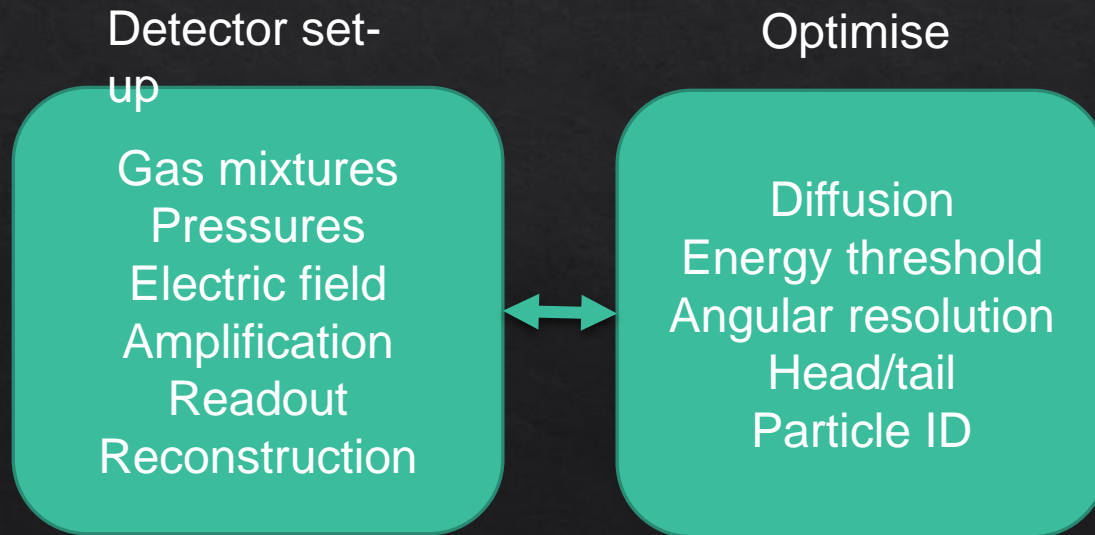 Detector set-
up
Gas mixtures
Pressures
Electric field
Amplification
Readout
Reconstruction
Optimise
Diffusion
Energy threshold
Angular resolution
Head/tail
Particle ID